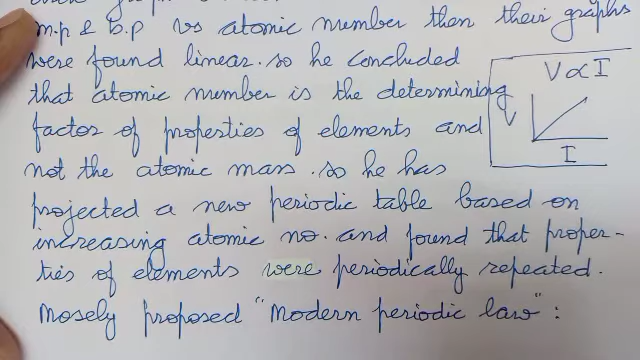 m.p & b.p vs atomic number then their graphs
were found linear. so he concluded
that atomic number is the determining
factor of properties of elements and
not the atomic mass. so he has
projected a new periodic table based on
increasing atomic no. and found that proper-
ties of elements were periodically repeated.
Mosely proposed "Modern periodic law":
V ∝ I
V
I